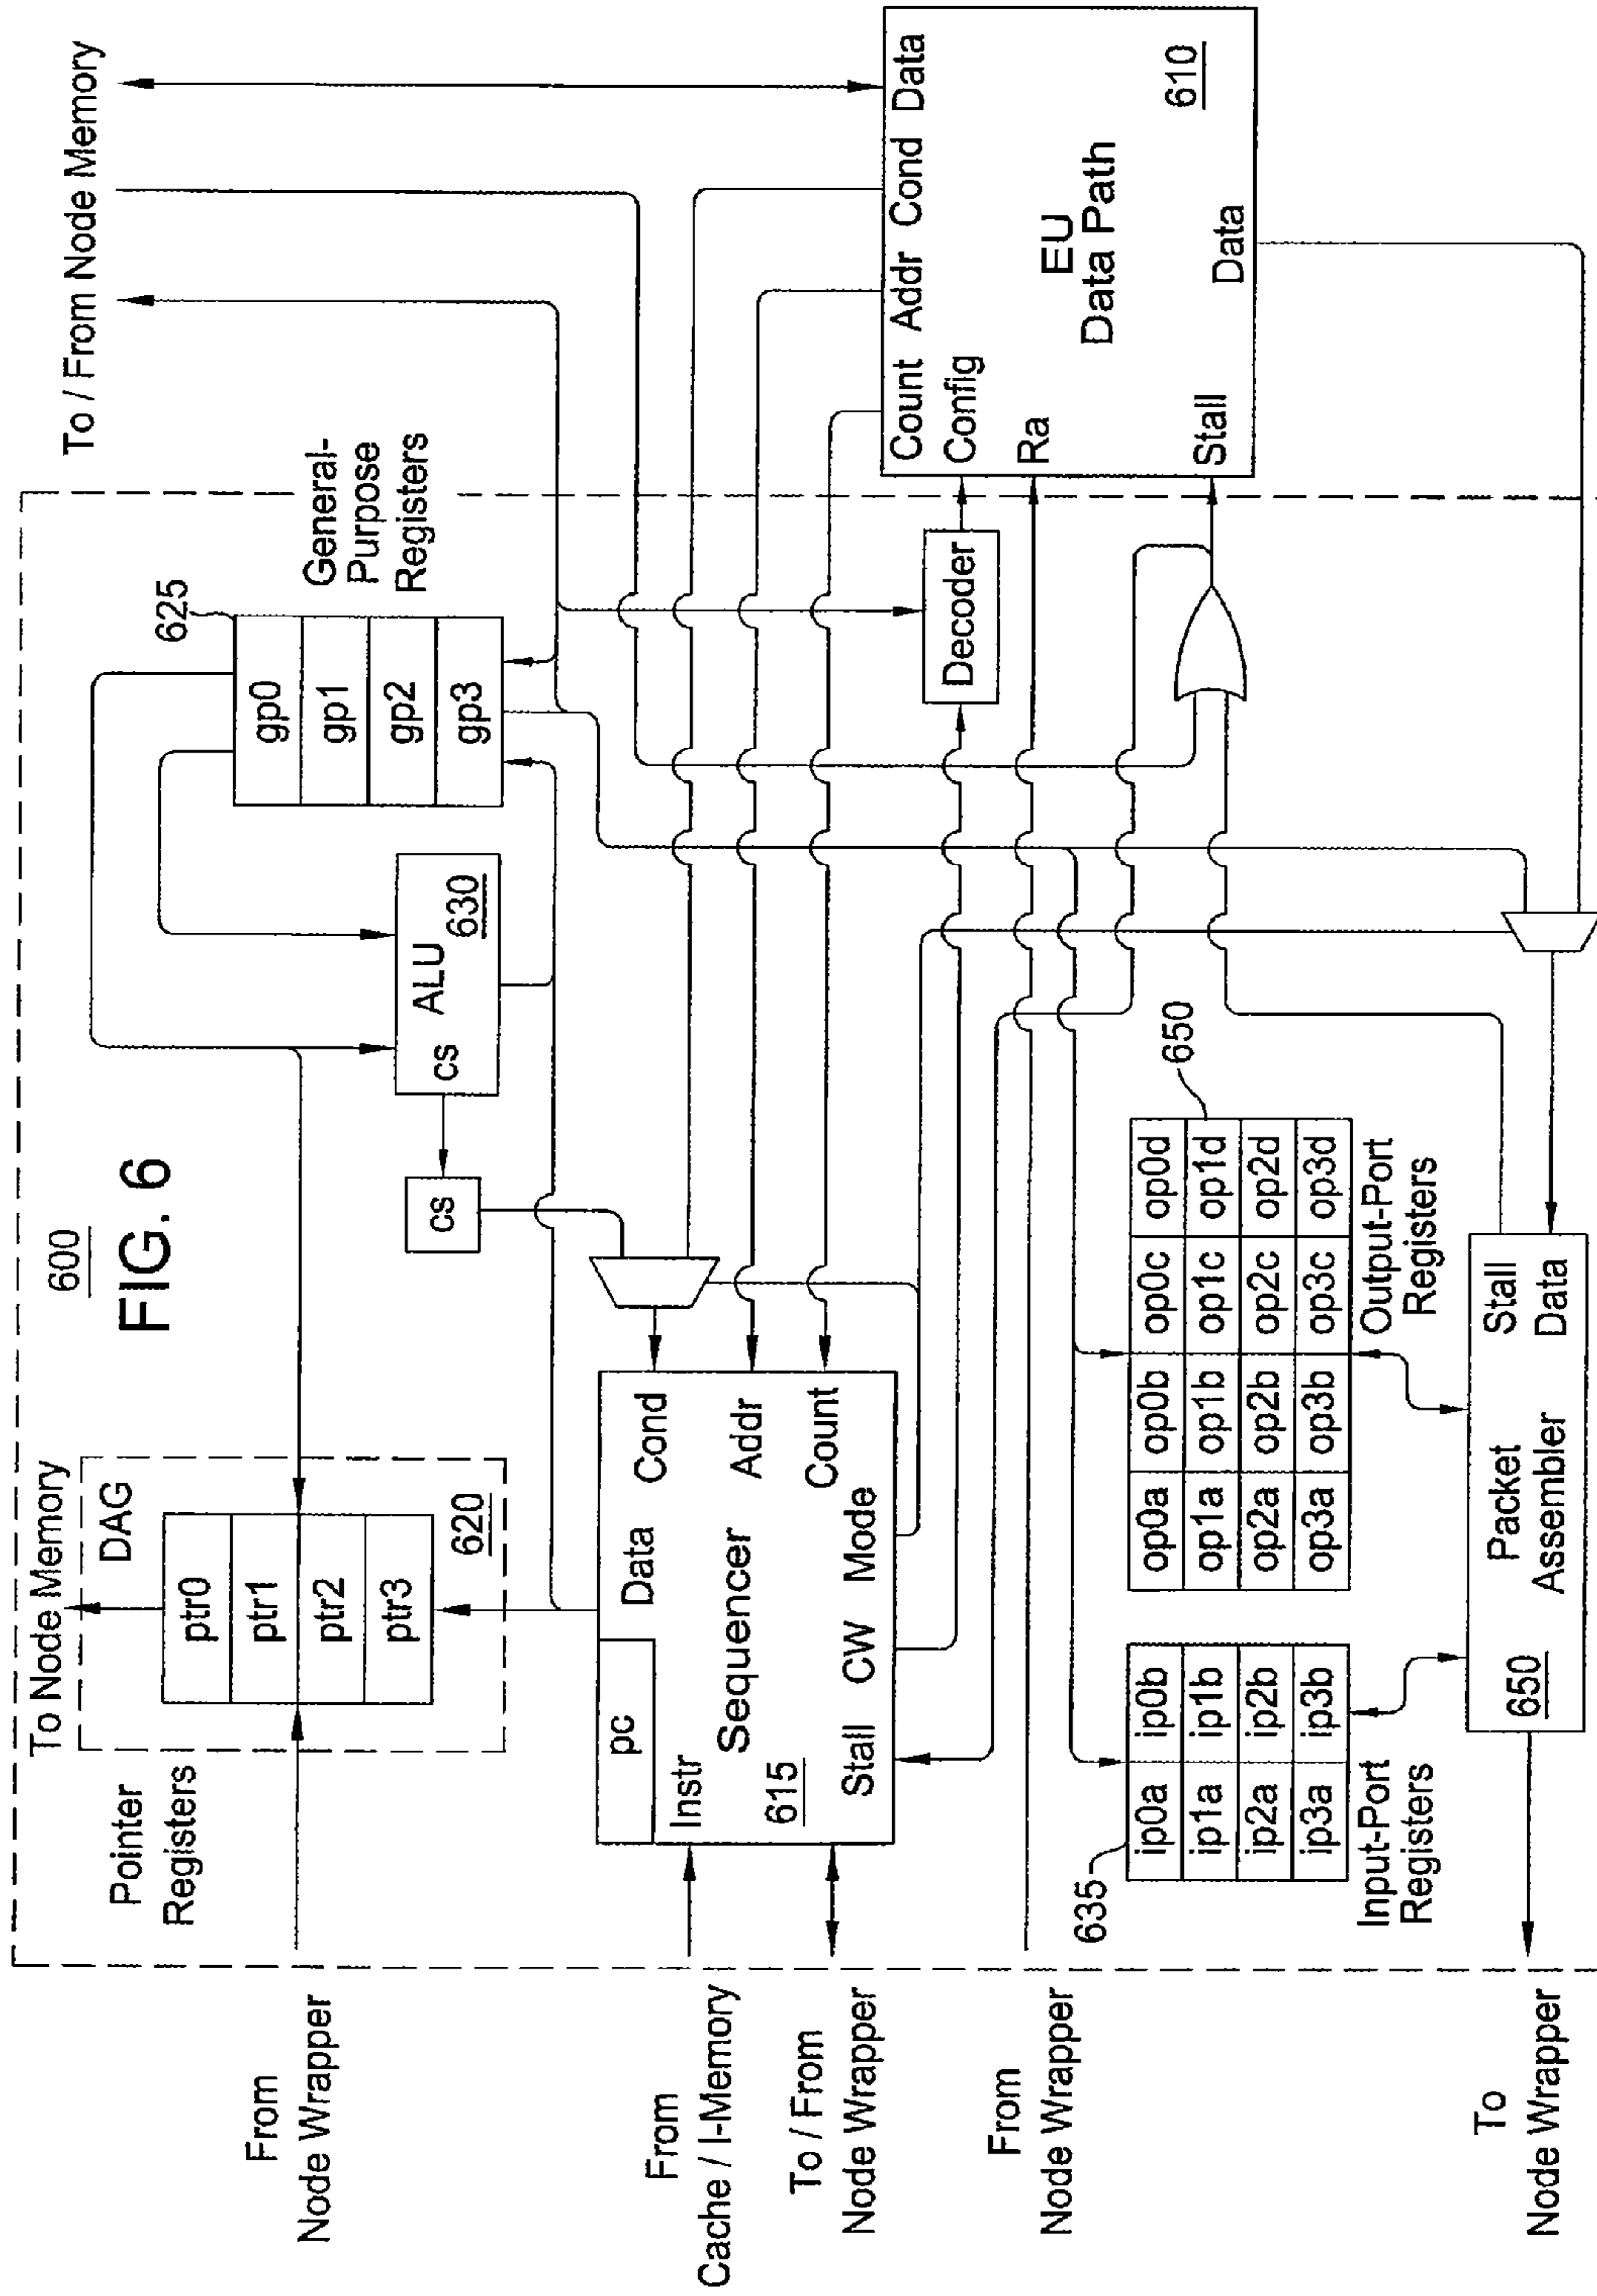 600
FIG. 6
To / From Node Memory
To Node Memory
DAG
ptr0
ptr1
ptr2
ptr3
620
Pointer
Registers
From
Node Wrapper
625
gp0
gp1
gp2
gp3
General-
Purpose
Registers
ALU
630
cs
cs
From
Cache / I-Memory
To / From
Node Wrapper
pc
Data
Instr
Cond
Sequencer
Addr
615
Count
Stall
CW
Mode
Decoder
Count Addr Cond Data
Config
Ra
EU
Data Path
610
Stall
Data
From
Node Wrapper
635
ip0a ip0b
ip1a ip1b
ip2a ip2b
ip3a ip3b
Input-Port
Registers
650
op0a op0b op0c op0d
op1a op1b op1c op1d
op2a op2b op2c op2d
op3a op3b op3c op3d
Output-Port
Registers
650
Packet
Assembler
Stall
Data
To
Node Wrapper